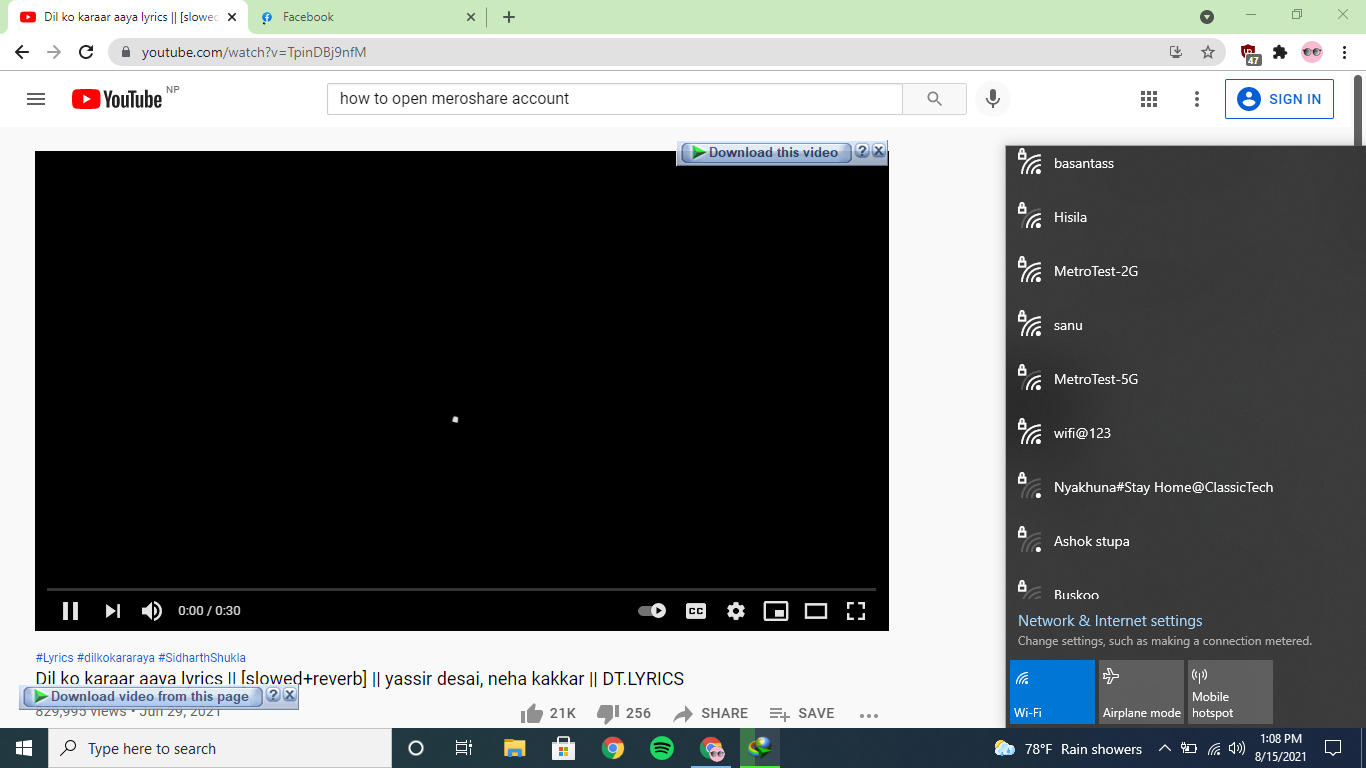 Dil ko karaar aaya lyrics || [slowed
Facebook
youtube.com/watch?v=TpinDBj9nfM
47
YouTube NP
how to open meroshare account
SIGN IN
Download this video ?
0:00 / 0:30
CC
#Lyrics #dilkokararaya #SidharthShukla
Dil ko karaar aaya lyrics || [slowed+reverb] || yassir desai, neha kakkar || DT.LYRICS
Download video from this page ?
829,995 views • Jun 29, 2021
21K
256
SHARE
SAVE
basantass
Hisila
MetroTest-2G
sanu
MetroTest-5G
wifi@123
Nyakhuna#Stay Home@ClassicTech
Ashok stupa
Buskoo
Network & Internet settings
Change settings, such as making a connection metered.
Wi-Fi
Airplane mode
Mobile
hotspot
Type here to search
78°F Rain showers
1:08 PM
8/15/2021